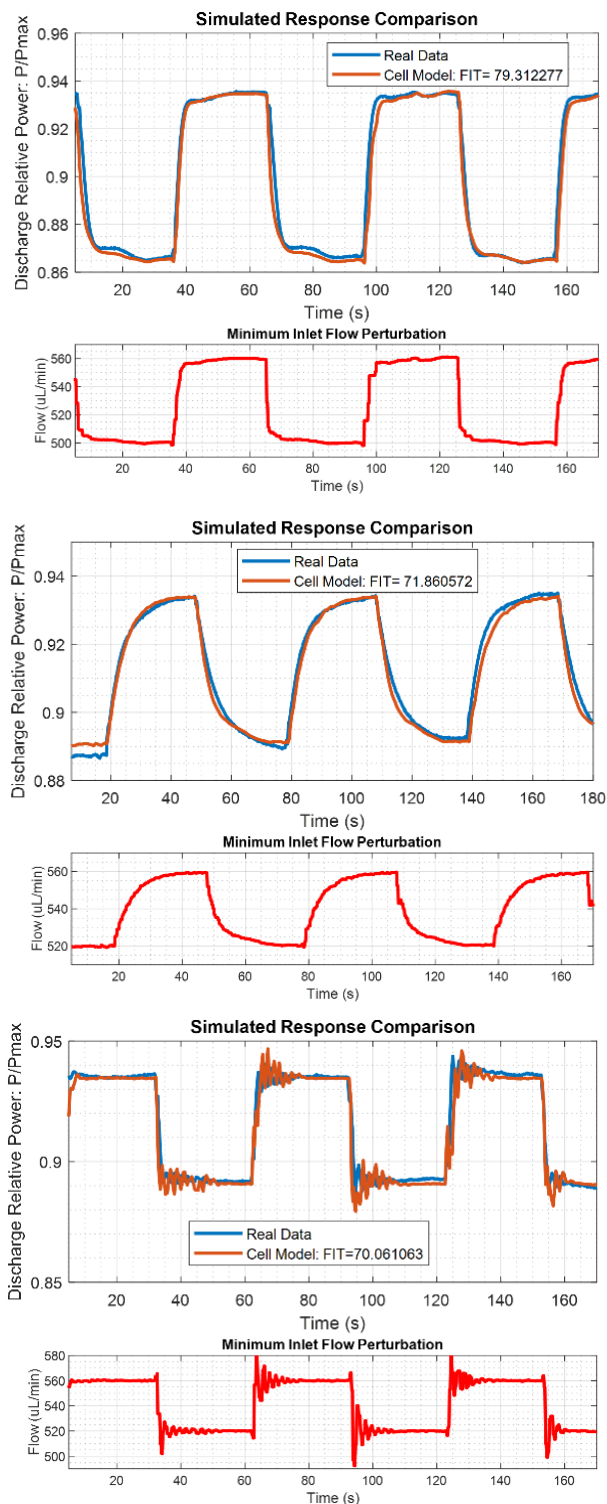 Simulated Response Comparison
0.96
0.94
0.92
0.9
0.88
0.86
Discharge Relative Power: P/Pmax
Real Data
Cell Model: FIT= 79.312277
20 40 60 80 100 120 140 160
Time (s)
Minimum Inlet Flow Perturbation
560
540
520
500
Flow (uL/min)
20 40 60 80 100 120 140 160
Time (s)
Simulated Response Comparison
0.94
0.92
0.9
0.88
Discharge Relative Power: P/Pmax
Real Data
Cell Model: FIT= 71.860572
20 40 60 80 100 120 140 160 180
Time (s)
Minimum Inlet Flow Perturbation
560
540
520
Flow (uL/min)
20 40 60 80 100 120 140 160
Time (s)
Simulated Response Comparison
0.95
0.9
0.85
Discharge Relative Power: P/Pmax
Real Data
Cell Model: FIT=70.061063
20 40 60 80 100 120 140 160
Time (s)
Minimum Inlet Flow Perturbation
580
560
540
520
500
Flow (uL/min)
20 40 60 80 100 120 140 160
Time (s)